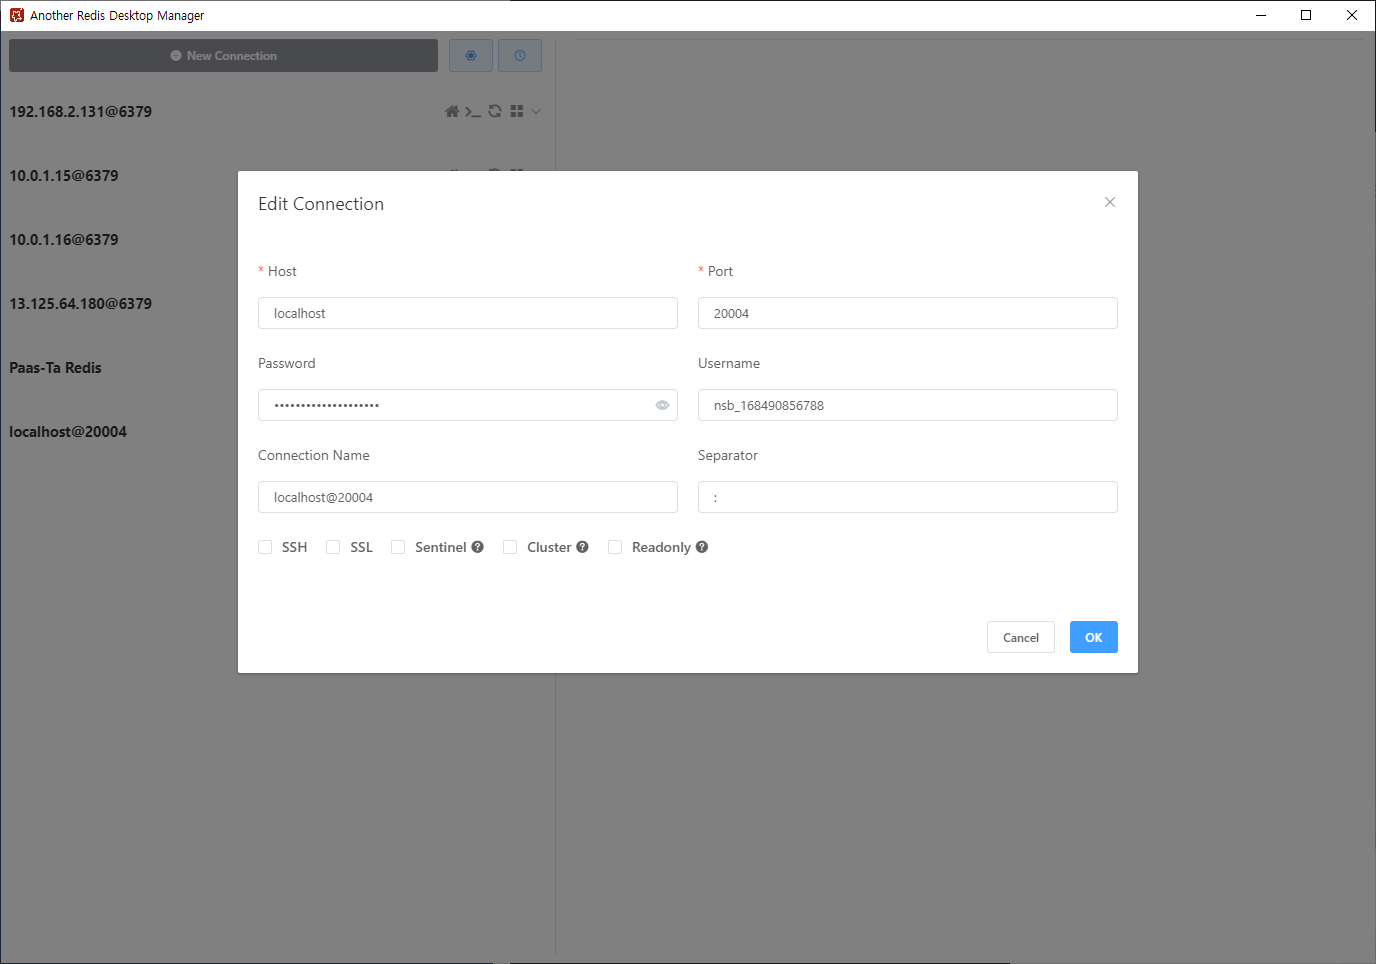 Another Redis Desktop Manager
New Connection
192.168.2.131@6379
10.0.1.15@6379
10.0.1.16@6379
13.125.64.180@6379
Paas-Ta Redis
localhost@20004
Edit Connection
* Host
* Port
localhost
20004
Password
Username
••••••••••••••••••••
nsb_168490856788
Connection Name
Separator
localhost@20004
:
SSH SSL Sentinel ? Cluster ? Readonly ?
Cancel OK